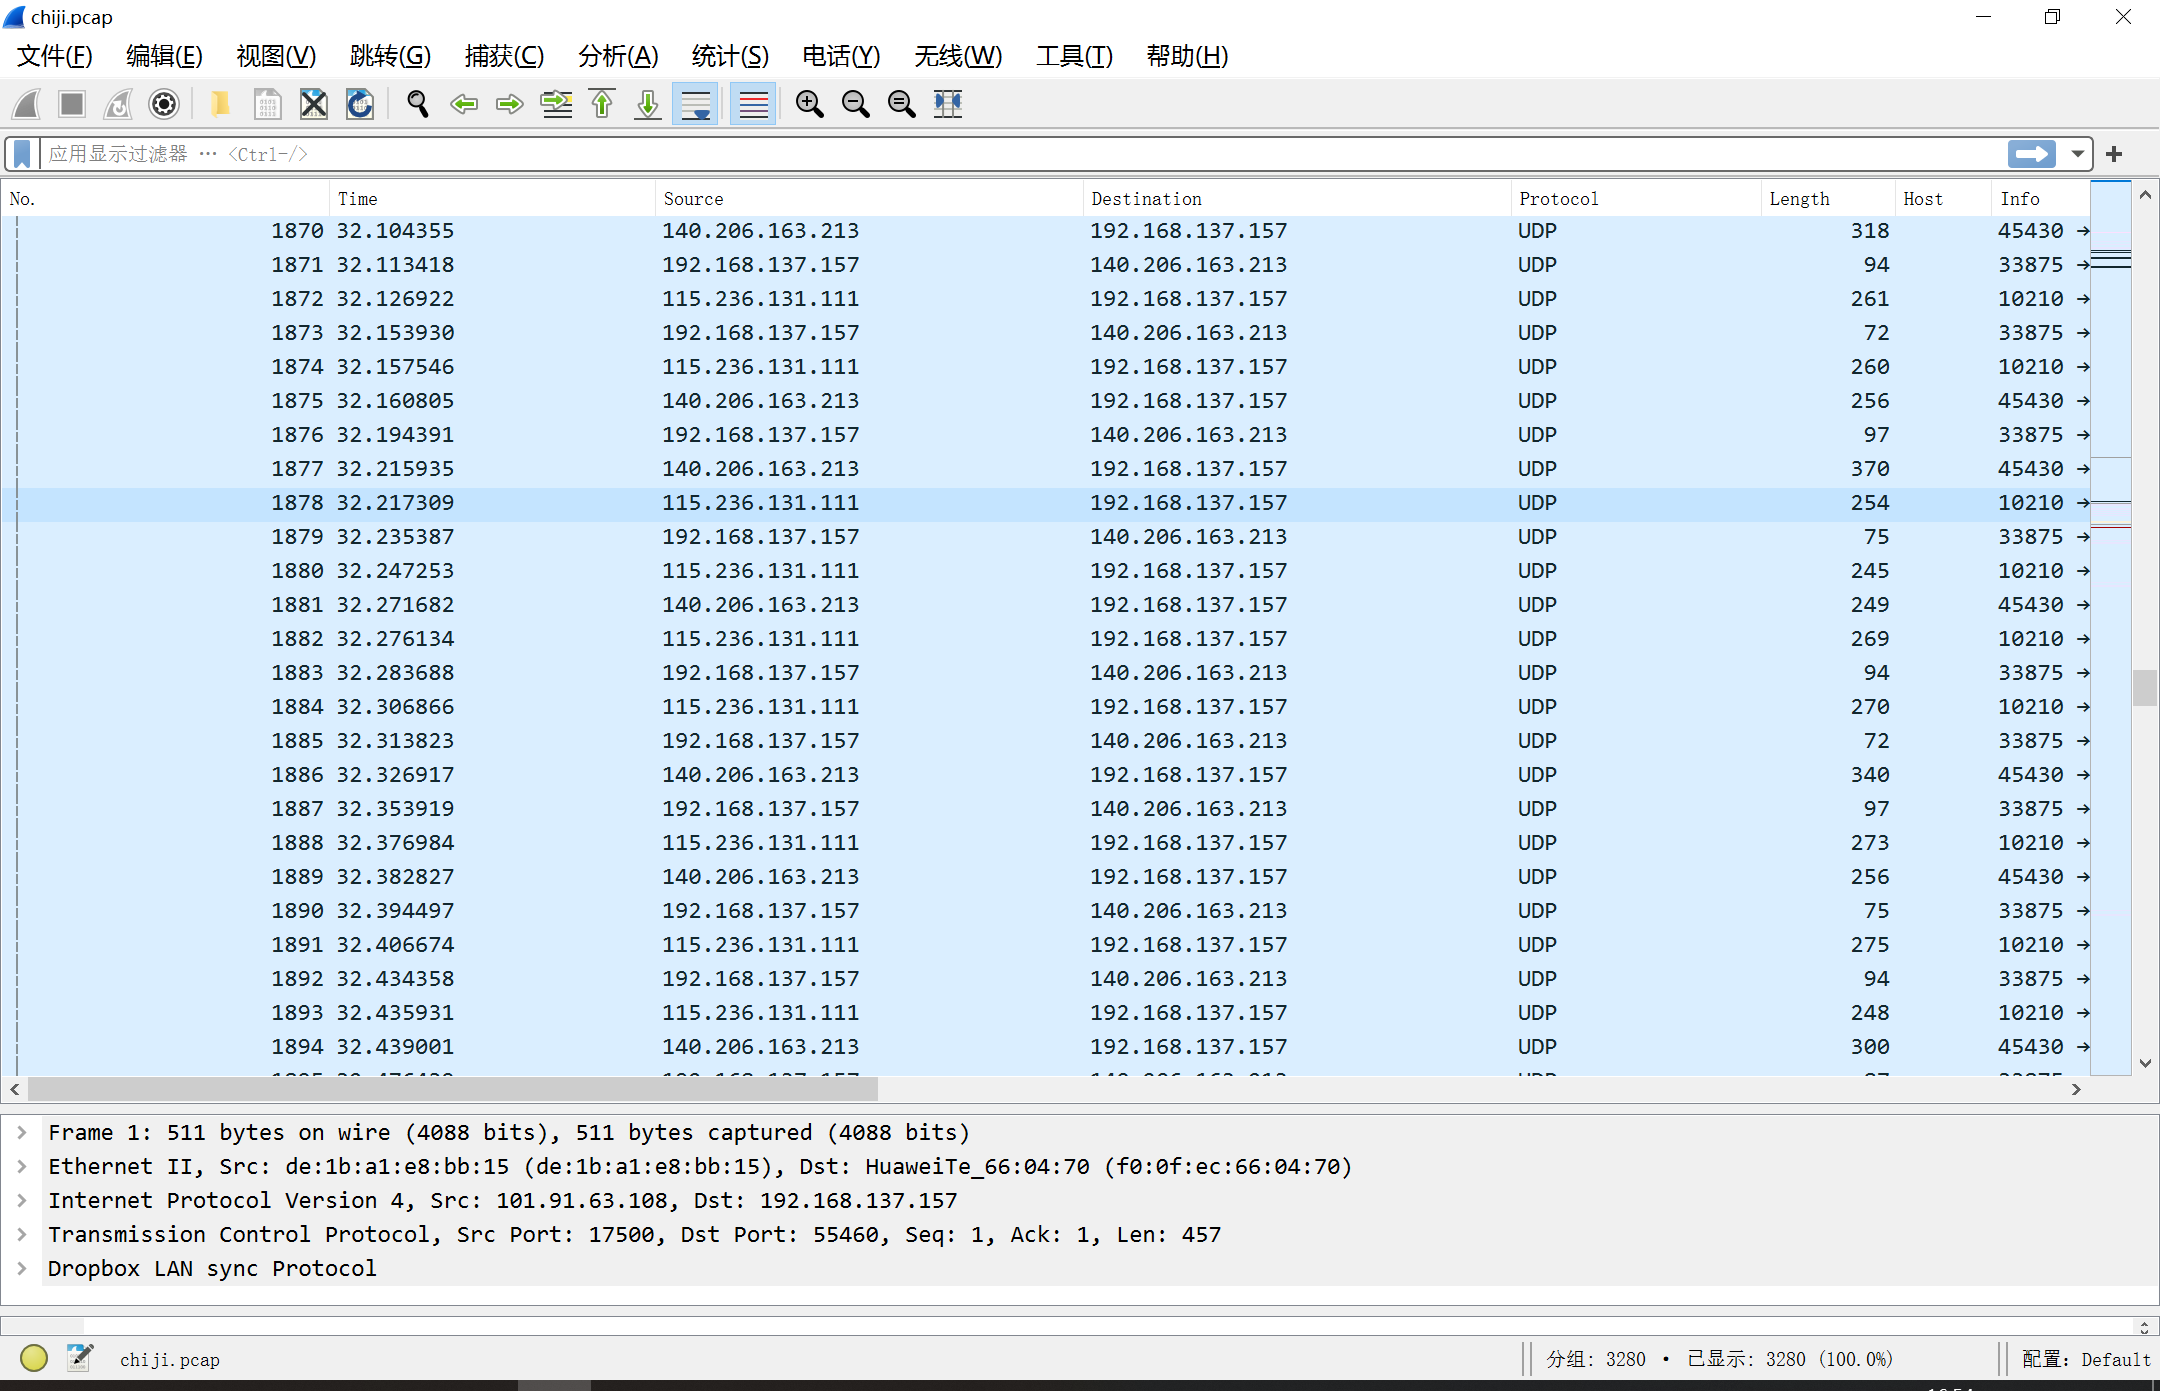 chiji.pcap
文件(F) 编辑(E) 视图(V) 跳转(G) 捕获(C) 分析(A) 统计(S) 电话(Y) 无线(W) 工具(T) 帮助(H)
应用显示过滤器 … <Ctrl-/>
No. Time Source Destination Protocol Length Host Info
1870 32.104355 140.206.163.213 192.168.137.157 UDP 318 45430 →
1871 32.113418 192.168.137.157 140.206.163.213 UDP 94 33875 →
1872 32.126922 115.236.131.111 192.168.137.157 UDP 261 10210 →
1873 32.153930 192.168.137.157 140.206.163.213 UDP 72 33875 →
1874 32.157546 115.236.131.111 192.168.137.157 UDP 260 10210 →
1875 32.160805 140.206.163.213 192.168.137.157 UDP 256 45430 →
1876 32.194391 192.168.137.157 140.206.163.213 UDP 97 33875 →
1877 32.215935 140.206.163.213 192.168.137.157 UDP 370 45430 →
1878 32.217309 115.236.131.111 192.168.137.157 UDP 254 10210 →
1879 32.235387 192.168.137.157 140.206.163.213 UDP 75 33875 →
1880 32.247253 115.236.131.111 192.168.137.157 UDP 245 10210 →
1881 32.271682 140.206.163.213 192.168.137.157 UDP 249 45430 →
1882 32.276134 115.236.131.111 192.168.137.157 UDP 269 10210 →
1883 32.283688 192.168.137.157 140.206.163.213 UDP 94 33875 →
1884 32.306866 115.236.131.111 192.168.137.157 UDP 270 10210 →
1885 32.313823 192.168.137.157 140.206.163.213 UDP 72 33875 →
1886 32.326917 140.206.163.213 192.168.137.157 UDP 340 45430 →
1887 32.353919 192.168.137.157 140.206.163.213 UDP 97 33875 →
1888 32.376984 115.236.131.111 192.168.137.157 UDP 273 10210 →
1889 32.382827 140.206.163.213 192.168.137.157 UDP 256 45430 →
1890 32.394497 192.168.137.157 140.206.163.213 UDP 75 33875 →
1891 32.406674 115.236.131.111 192.168.137.157 UDP 275 10210 →
1892 32.434358 192.168.137.157 140.206.163.213 UDP 94 33875 →
1893 32.435931 115.236.131.111 192.168.137.157 UDP 248 10210 →
1894 32.439001 140.206.163.213 192.168.137.157 UDP 300 45430 →
Frame 1: 511 bytes on wire (4088 bits), 511 bytes captured (4088 bits)
Ethernet II, Src: de:1b:a1:e8:bb:15 (de:1b:a1:e8:bb:15), Dst: HuaweiTe_66:04:70 (f0:0f:ec:66:04:70)
Internet Protocol Version 4, Src: 101.91.63.108, Dst: 192.168.137.157
Transmission Control Protocol, Src Port: 17500, Dst Port: 55460, Seq: 1, Ack: 1, Len: 457
Dropbox LAN sync Protocol
chiji.pcap 分组: 3280 · 已显示: 3280 (100.0%) 配置: Default